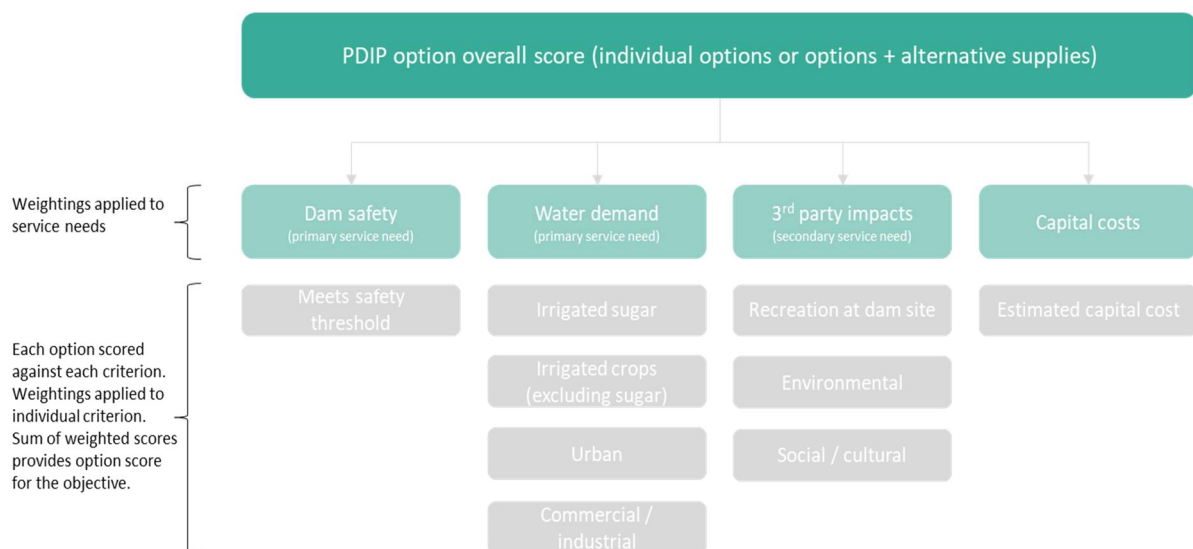 PDIP option overall score (individual options or options + alternative supplies)
Weightings applied to
service needs
Dam safety
(primary service need)
Water demand
(primary service need)
3rd party impacts
(secondary service need)
Capital costs
Each option scored
against each criterion.
Weightings applied to
individual criterion.
Sum of weighted scores
provides option score
for the objective.
Meets safety
threshold
Irrigated sugar
Recreation at dam site
Estimated capital cost
Irrigated crops
(excluding sugar)
Environmental
Urban
Social / cultural
Commercial /
industrial